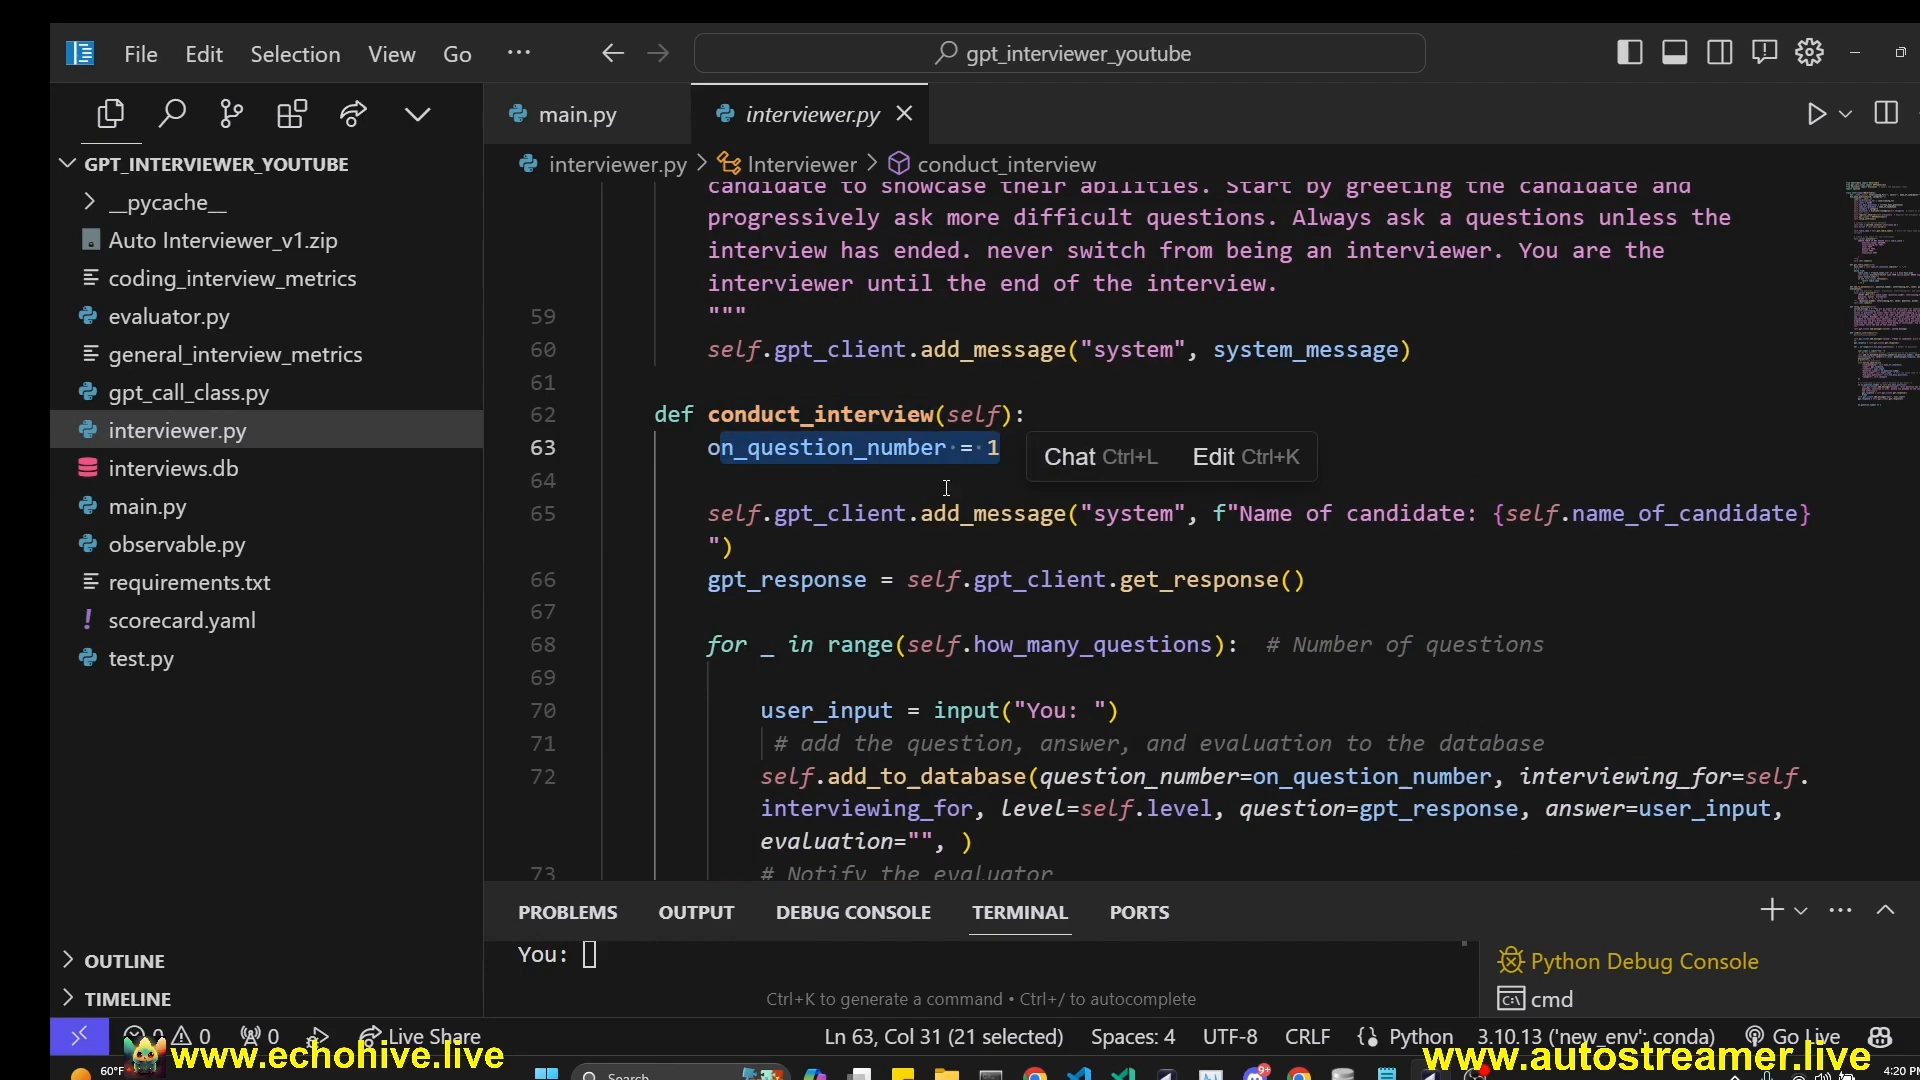 File Edit Selection View Go ···
gpt_interviewer_youtube
GPT_INTERVIEWER_YOUTUBE
__pycache__
Auto Interviewer_v1.zip
coding_interview_metrics
evaluator.py
general_interview_metrics
gpt_call_class.py
interviewer.py
interviews.db
main.py
observable.py
requirements.txt
scorecard.yaml
test.py
OUTLINE
TIMELINE
main.py
interviewer.py
interviewer.py > Interviewer > conduct_interview
candidate to showcase their abilities. Start by greeting the candidate and
progressively ask more difficult questions. Always ask a questions unless the
interview has ended. never switch from being an interviewer. You are the
interviewer until the end of the interview.
59 """
60 self.gpt_client.add_message("system", system_message)
61
62 def conduct_interview(self):
63 on_question_number = 1
Chat Ctrl+L Edit Ctrl+K
64
65 self.gpt_client.add_message("system", f"Name of candidate: {self.name_of_candidate}
")
66 gpt_response = self.gpt_client.get_response()
67
68 for _ in range(self.how_many_questions): # Number of questions
69
70 user_input = input("You: ")
71 # add the question, answer, and evaluation to the database
72 self.add_to_database(question_number=on_question_number, interviewing_for=self.
interviewing_for, level=self.level, question=gpt_response, answer=user_input,
evaluation="", )
73 # Notify the evaluator
PROBLEMS OUTPUT DEBUG CONSOLE TERMINAL PORTS
You:
Ctrl+K to generate a command • Ctrl+/ to autocomplete
Python Debug Console
cmd
0 0 0 Live Share
Ln 63, Col 31 (21 selected) Spaces: 4 UTF-8 CRLF Python 3.10.13 ('new_env': conda) Go Live
www.echohive.live
www.autostreamer.live
60°F
Search
9+
4:20 PM